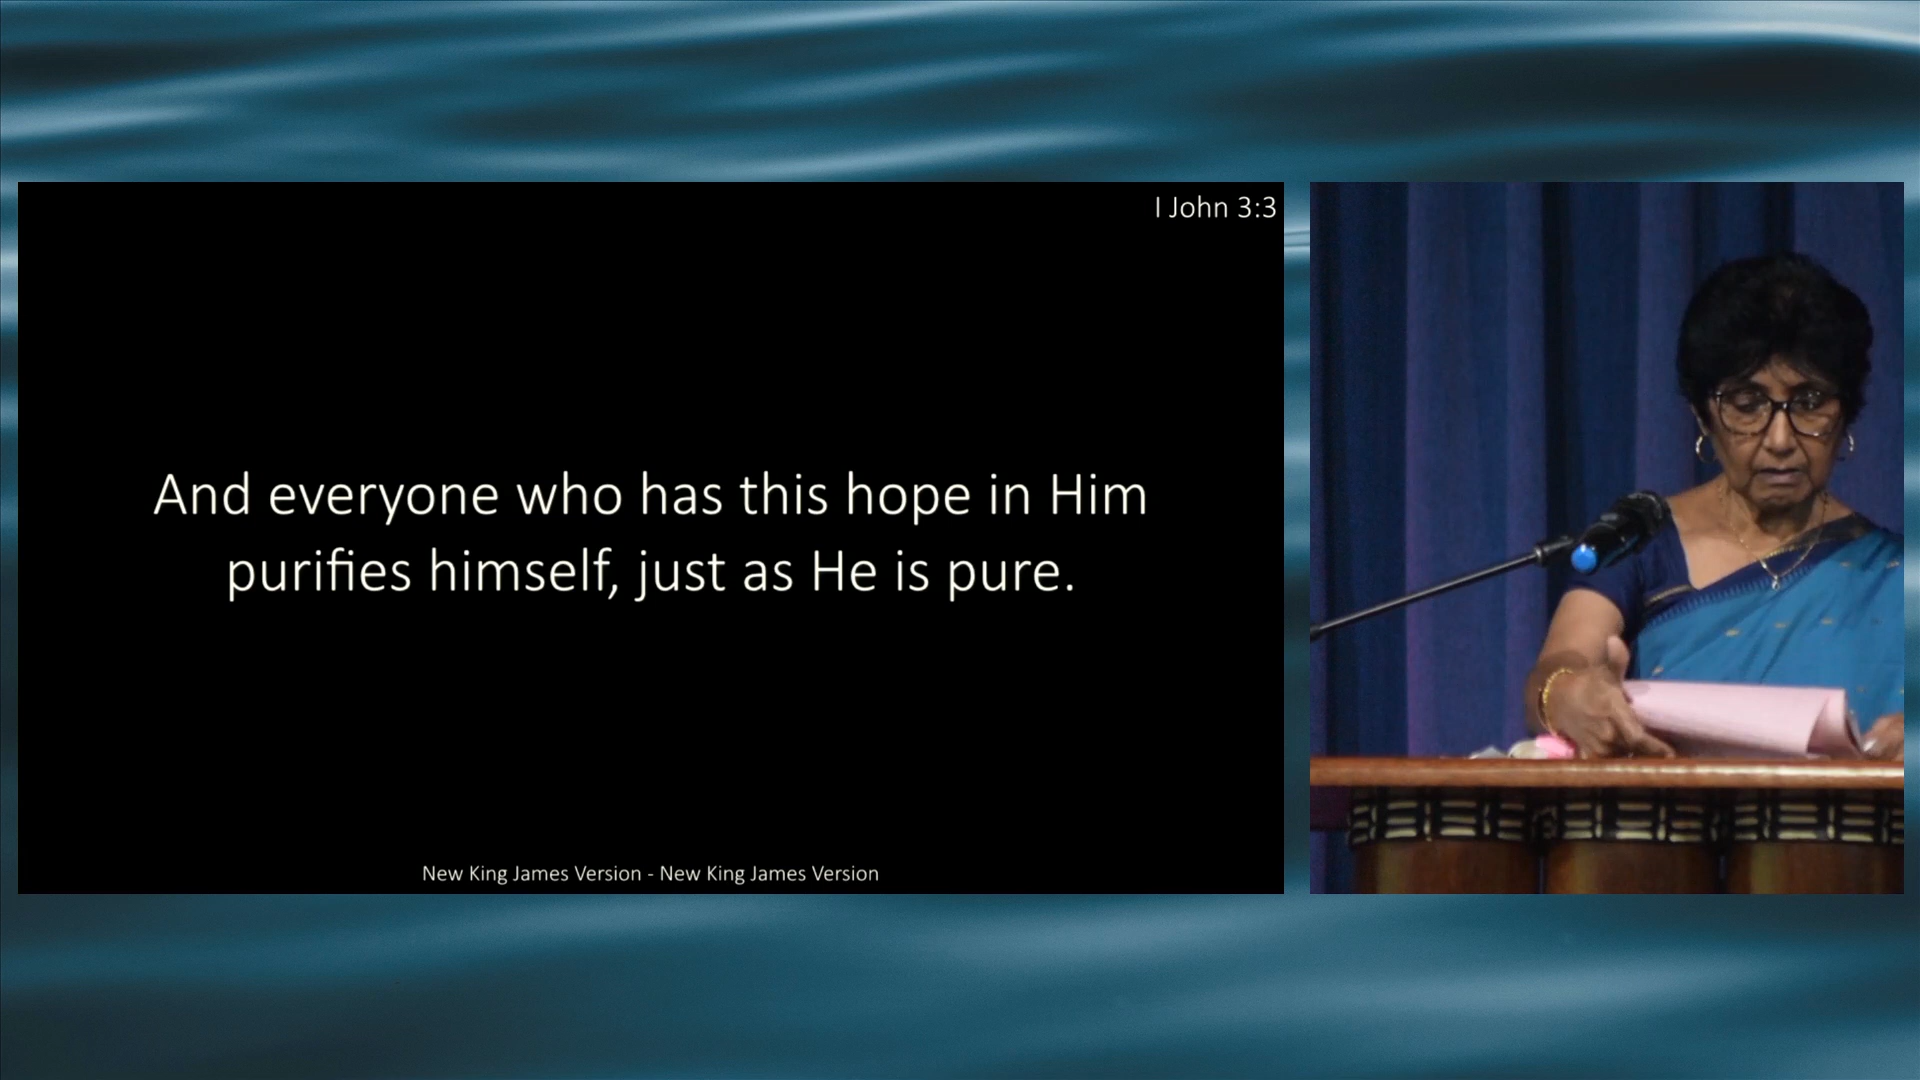 I John 3:3
And everyone who has this hope in Him
purifies himself, just as He is pure.
New King James Version - New King James Version